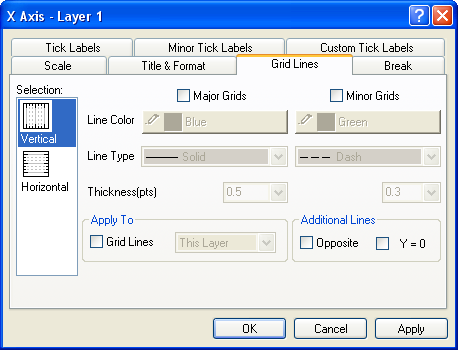 X Axis - Layer 1
Tick Labels Minor Tick Labels Custom Tick Labels
Scale Title & Format Grid Lines Break
Selection:
Vertical
Horizontal
Major Grids Minor Grids
Line Color Blue Green
Line Type Solid Dash
Thickness(pts) 0.5 0.3
Apply To Additional Lines
Grid Lines This Layer Opposite Y = 0
OK Cancel Apply